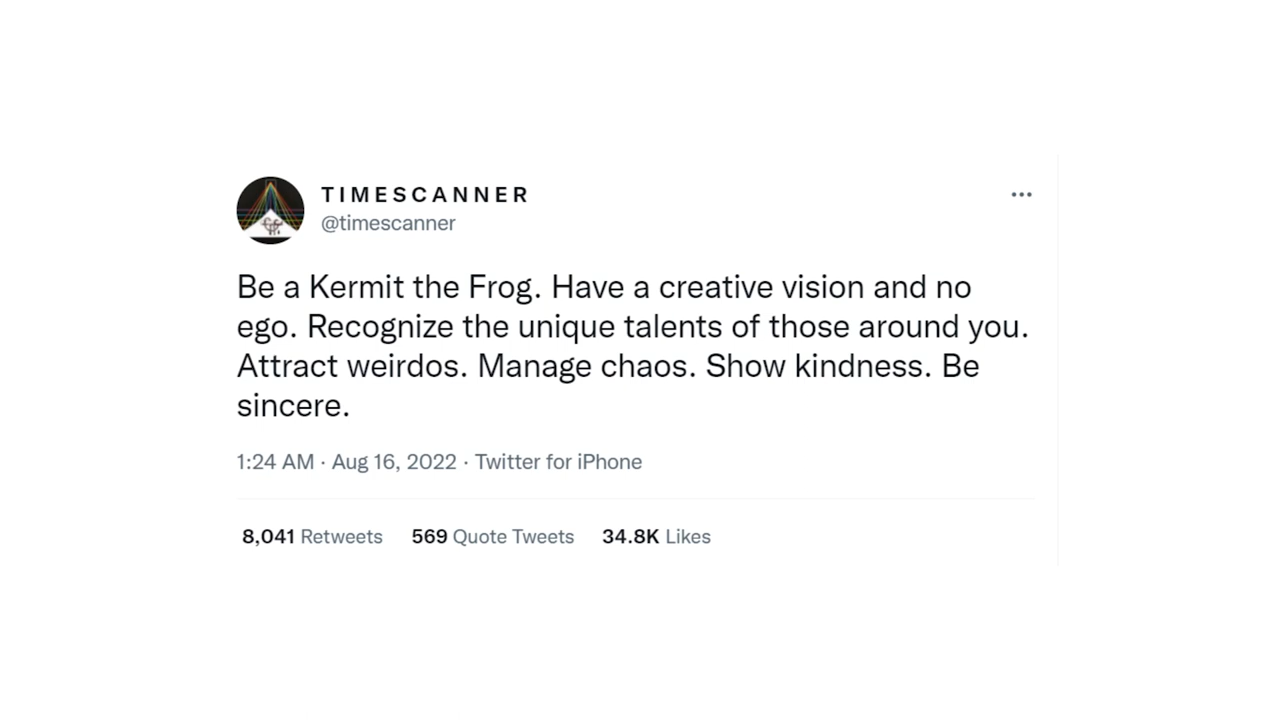 TIMESCANNER
@timescanner
Be a Kermit the Frog. Have a creative vision and no
ego. Recognize the unique talents of those around you.
Attract weirdos. Manage chaos. Show kindness. Be
sincere.
1:24 AM · Aug 16, 2022 · Twitter for iPhone
8,041 Retweets 569 Quote Tweets 34.8K Likes